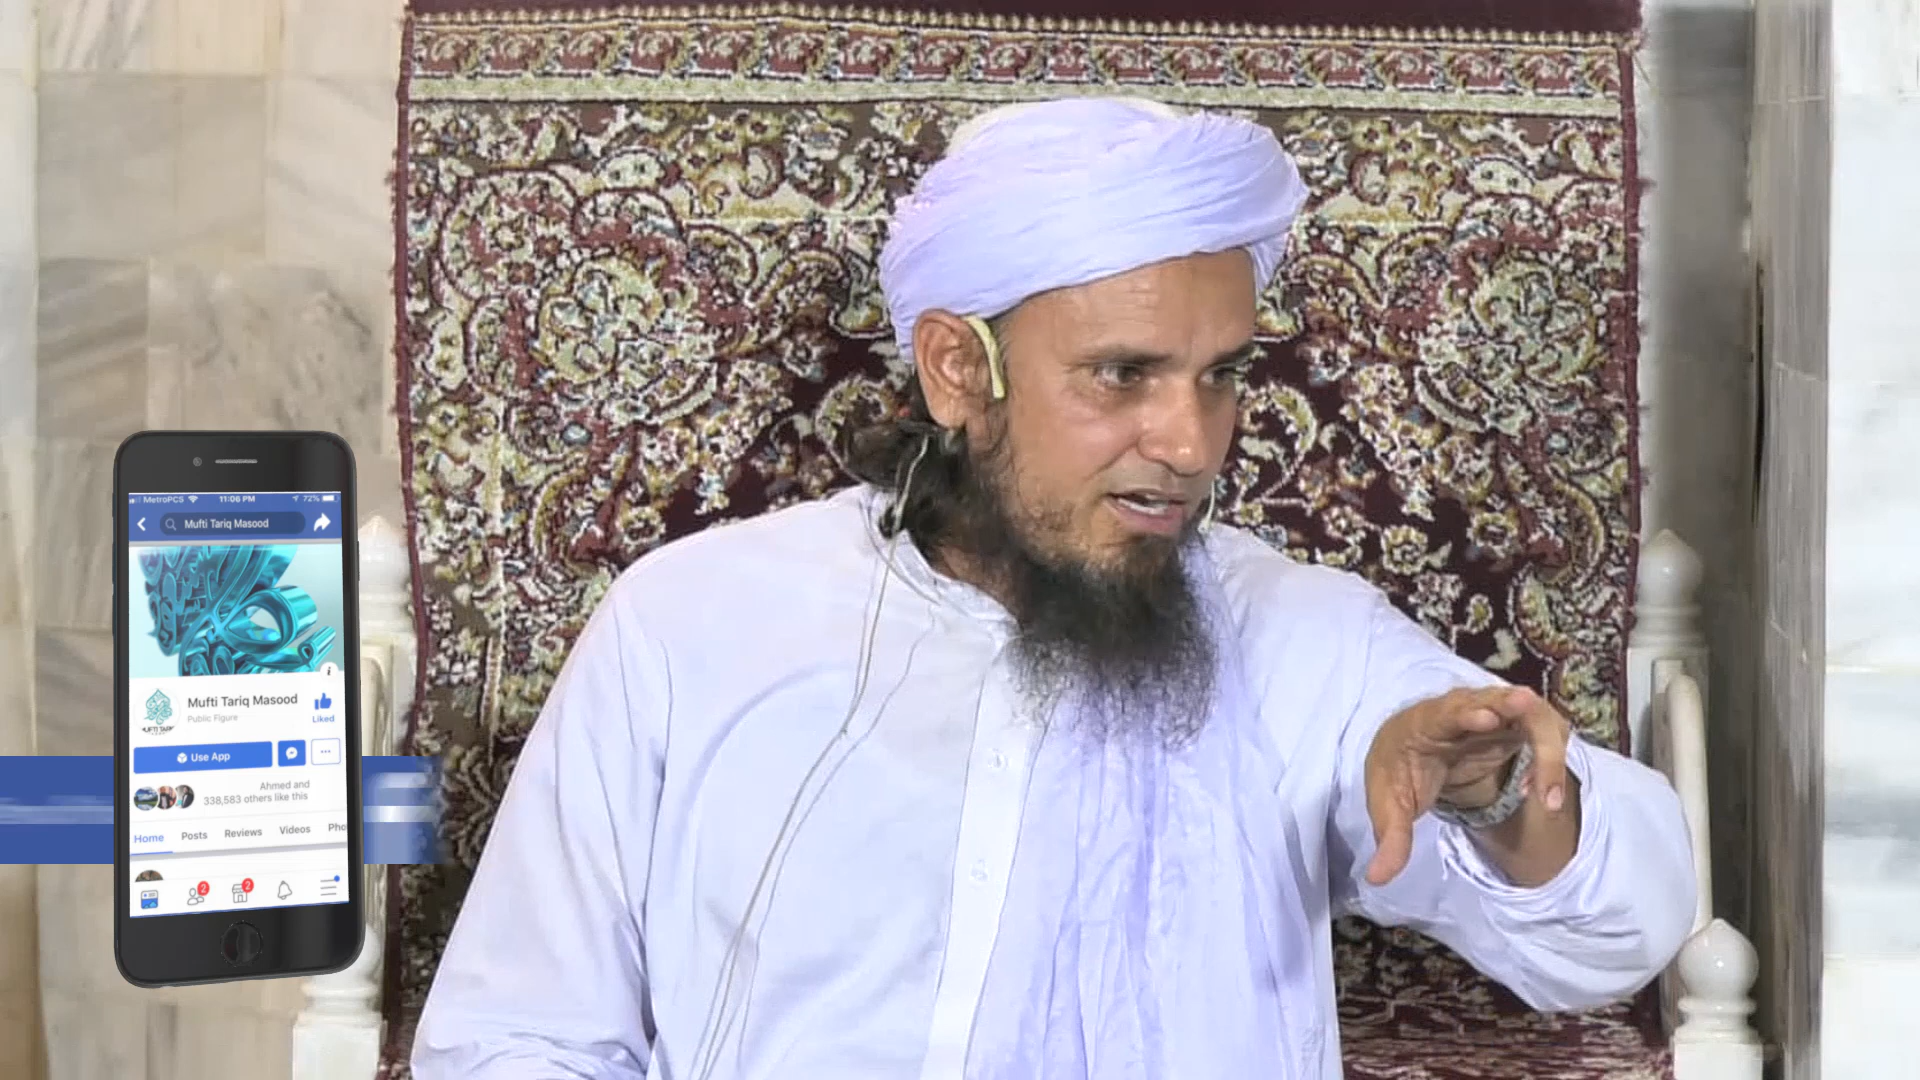 MetroPCS 11:06 PM 72%
Mufti Tariq Masood
Mufti Tariq Masood
Public Figure
Liked
Use App
Ahmed and
338,583 others like this
Home Posts Reviews Videos Pho
2 2